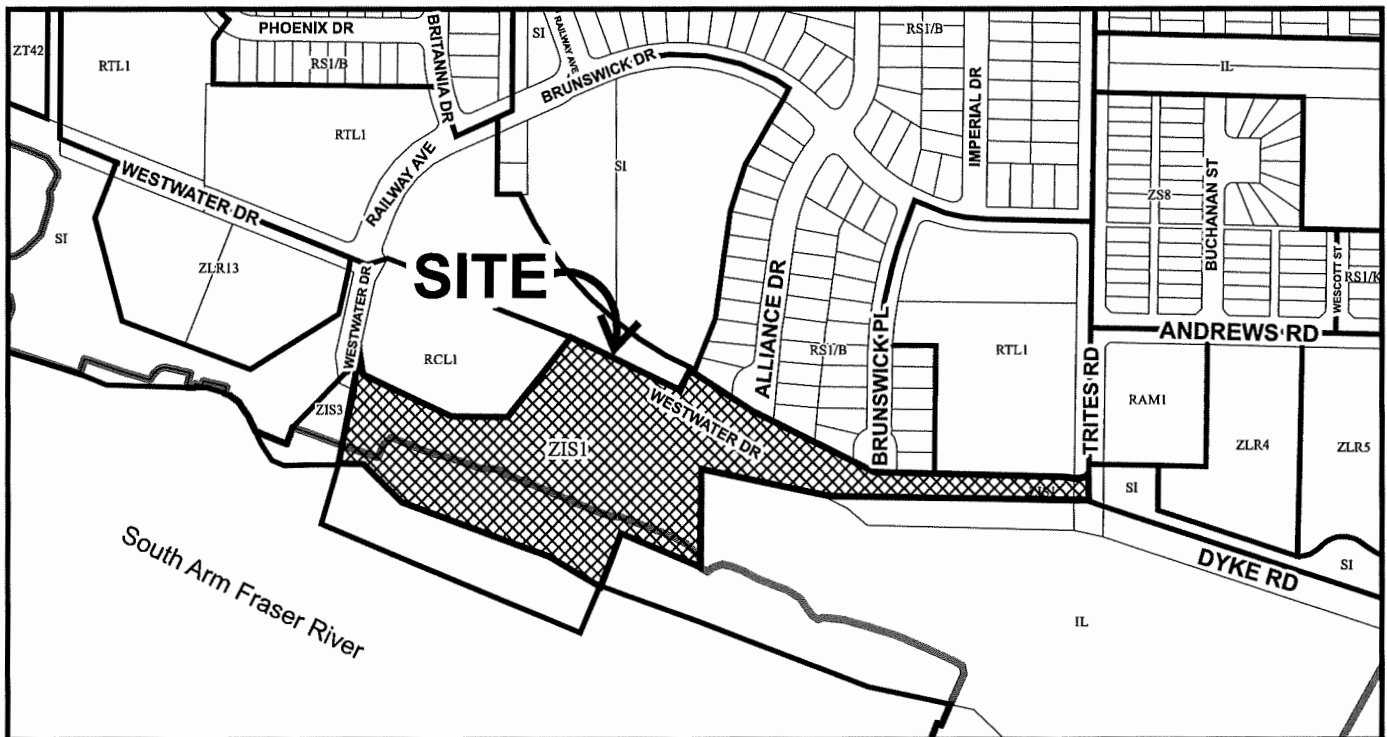 PHOENIX DR
BRITANNIA DR
SI
RAILWAY AVE
RS1/B
ZT42
RTL1
RS1/B
IMPERIAL DR
IL
BRUNSWICK DR
RTL1
RAILWAY AVE
SI
WESTWATER DR
SI
ZS8
BUCHANAN ST
ZLR13
WESTCOTT ST
RS1/K
SITE
WESTWATER DR
ALLIANCE DR
BRUNSWICK PL
RTL1
TRITES RD
ANDREWS RD
RCL1
RS1/B
RAM1
ZLR4
ZLR5
ZIS3
WESTWATER DR
ZIS1
ZIS1
SI
DYKE RD
SI
South Arm Fraser River
IL